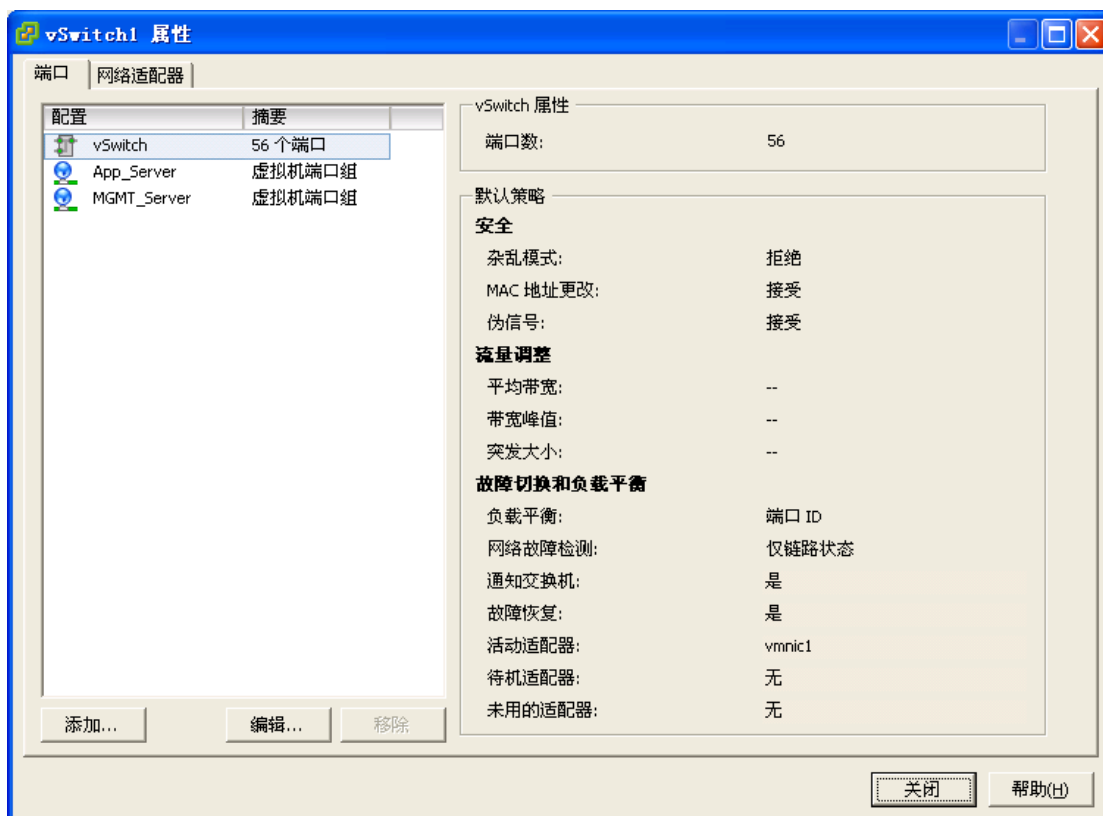 vSwitch1 属性
端口 网络适配器
配置 摘要
vSwitch 56 个端口
App_Server 虚拟机端口组
MGMT_Server 虚拟机端口组
添加... 编辑... 移除
vSwitch 属性
端口数: 56
默认策略
安全
杂乱模式: 拒绝
MAC 地址更改: 接受
伪信号: 接受
流量调整
平均带宽: --
带宽峰值: --
突发大小: --
故障切换和负载平衡
负载平衡: 端口 ID
网络故障检测: 仅链路状态
通知交换机: 是
故障恢复: 是
活动适配器: vmnic1
待机适配器: 无
未用的适配器: 无
关闭 帮助(H)